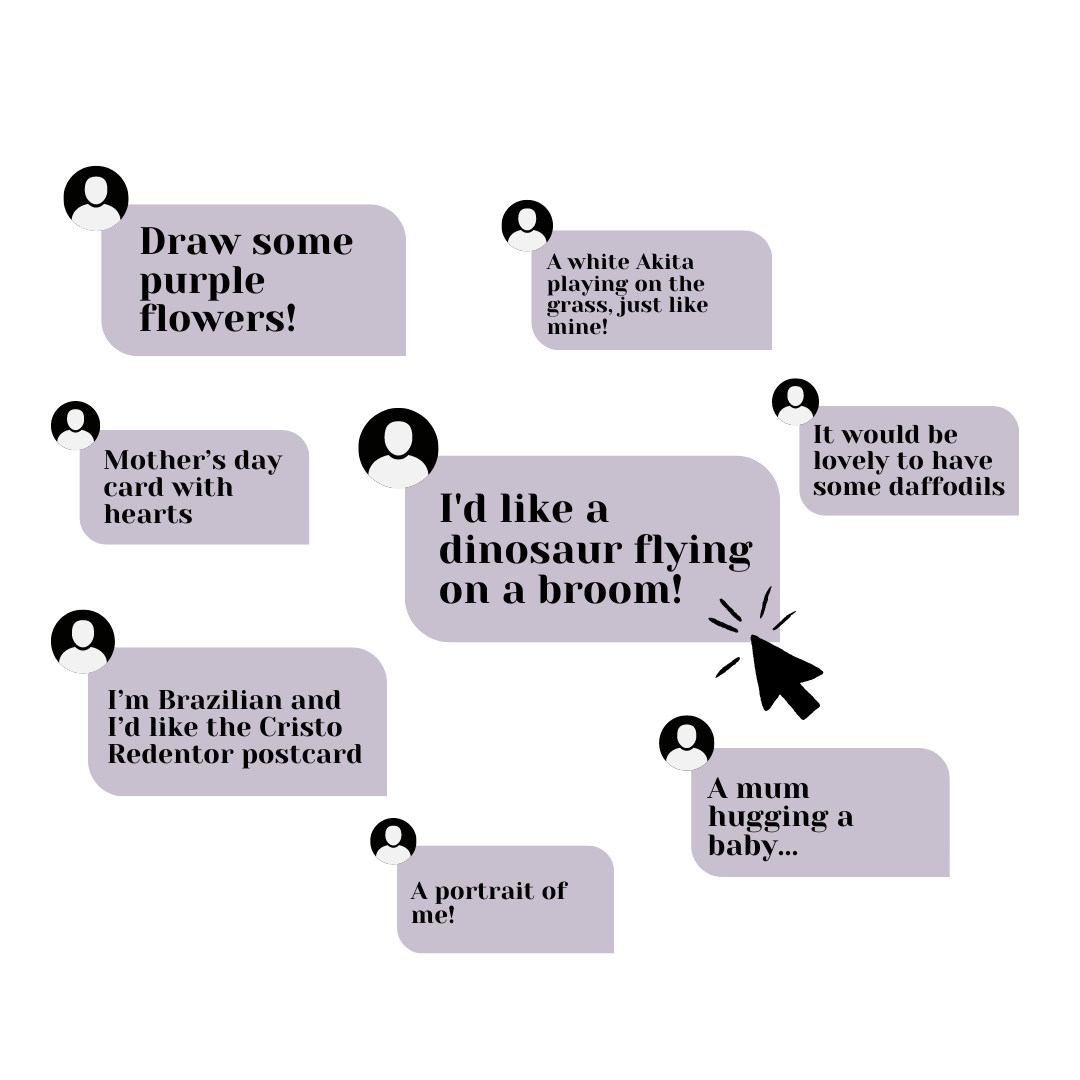 Draw some
purple
flowers!
A white Akita
playing on the
grass, just like
mine!
Mother’s day
card with
hearts
I'd like a
dinosaur flying
on a broom!
It would be
lovely to have
some daffodils
I’m Brazilian and
I’d like the Cristo
Redentor postcard
A mum
hugging a
baby...
A portrait of
me!